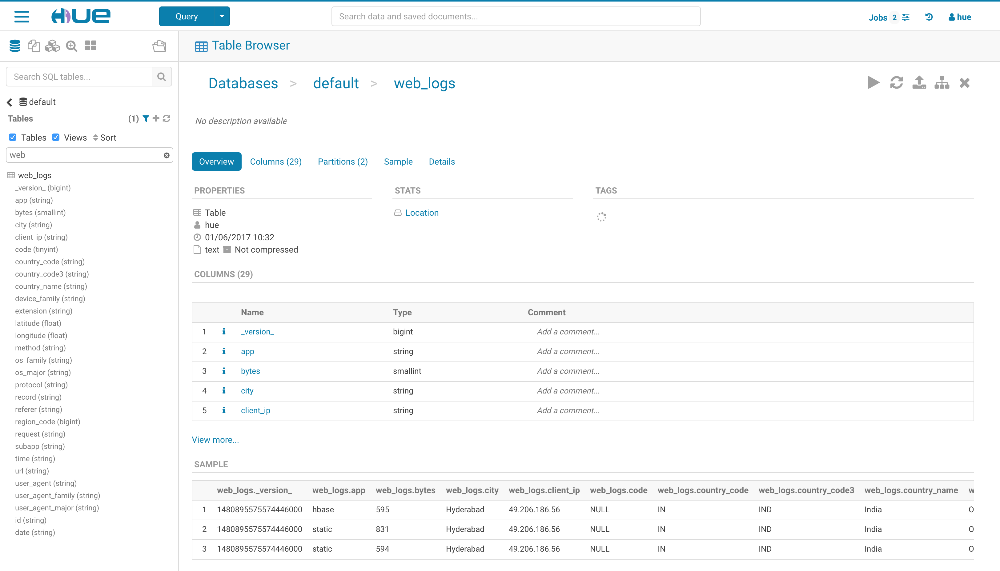 HUE
Query
Search data and saved documents...
Jobs 2
hue
Table Browser
Search SQL tables...
default
Tables (1)
Tables Views Sort
web
web_logs
_version_ (bigint)
app (string)
bytes (smallint)
city (string)
client_ip (string)
code (tinyint)
country_code (string)
country_code3 (string)
country_name (string)
device_family (string)
extension (string)
latitude (float)
longitude (float)
method (string)
os_family (string)
os_major (string)
protocol (string)
record (string)
referer (string)
region_code (bigint)
request (string)
subapp (string)
time (string)
url (string)
user_agent (string)
user_agent_family (string)
user_agent_major (string)
id (string)
date (string)
Databases > default > web_logs
No description available
Overview Columns (29) Partitions (2) Sample Details
PROPERTIES STATS TAGS
Table Location
hue
01/06/2017 10:32
text Not compressed
COLUMNS (29)
Name Type Comment
1 i _version_ bigint Add a comment...
2 i app string Add a comment...
3 i bytes smallint Add a comment...
4 i city string Add a comment...
5 i client_ip string Add a comment...
View more...
SAMPLE
web_logs._version_ web_logs.app web_logs.bytes web_logs.city web_logs.client_ip web_logs.code web_logs.country_code web_logs.country_code3 web_logs.country_name w
1 1480895575574446000 hbase 595 Hyderabad 49.206.186.56 NULL IN IND India O
2 1480895575574446000 static 831 Hyderabad 49.206.186.56 NULL IN IND India O
3 1480895575574446000 static 594 Hyderabad 49.206.186.56 NULL IN IND India O